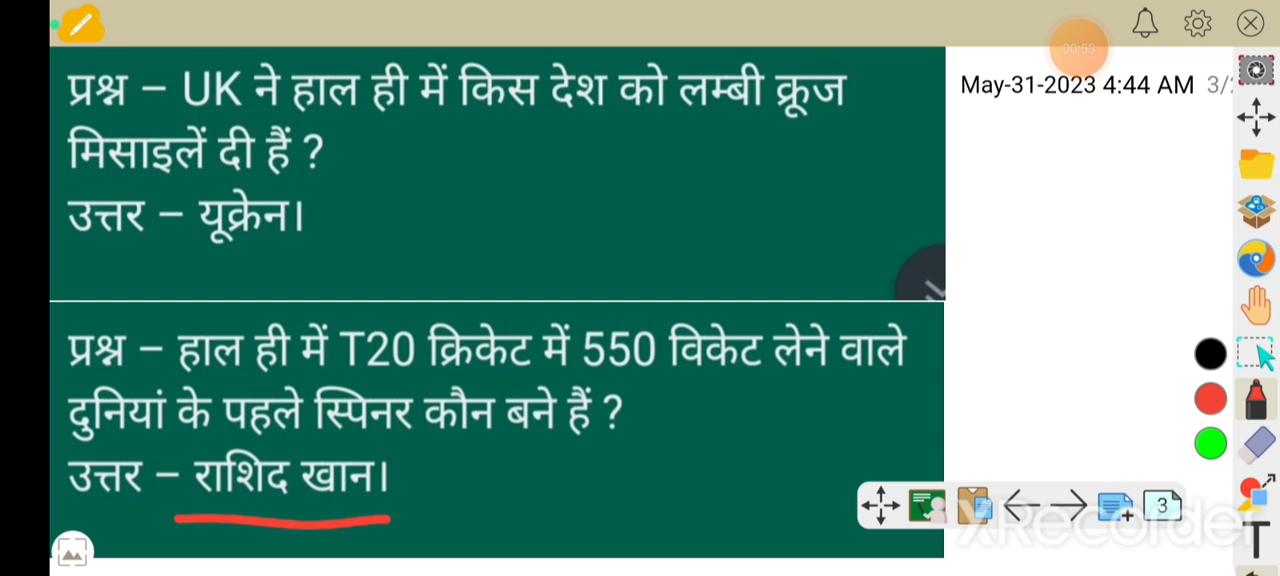 00:53
May-31-2023 4:44 AM 3/
प्रश्न – UK ने हाल ही में किस देश को लम्बी क्रूज
मिसाइलें दी हैं ?
उत्तर – यूक्रेन।
प्रश्न – हाल ही में T20 क्रिकेट में 550 विकेट लेने वाले
दुनियां के पहले स्पिनर कौन बने हैं ?
उत्तर – राशिद खान।
3
XRecorder
T